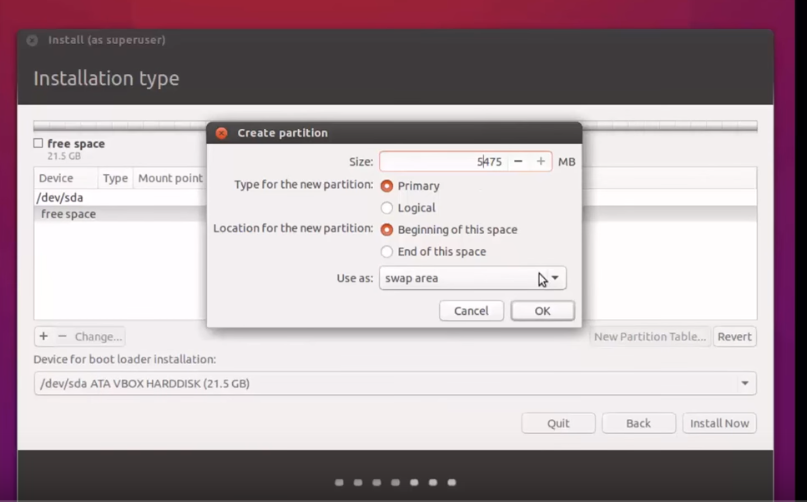 Install (as superuser)
Installation type
free space
21.5 GB
Device Type Mount point
/dev/sda
free space
Create partition
Size: 5475 − + MB
Type for the new partition: Primary
Logical
Location for the new partition: Beginning of this space
End of this space
Use as: swap area
Cancel OK
+ − Change... New Partition Table... Revert
Device for boot loader installation:
/dev/sda ATA VBOX HARDDISK (21.5 GB)
Quit Back Install Now